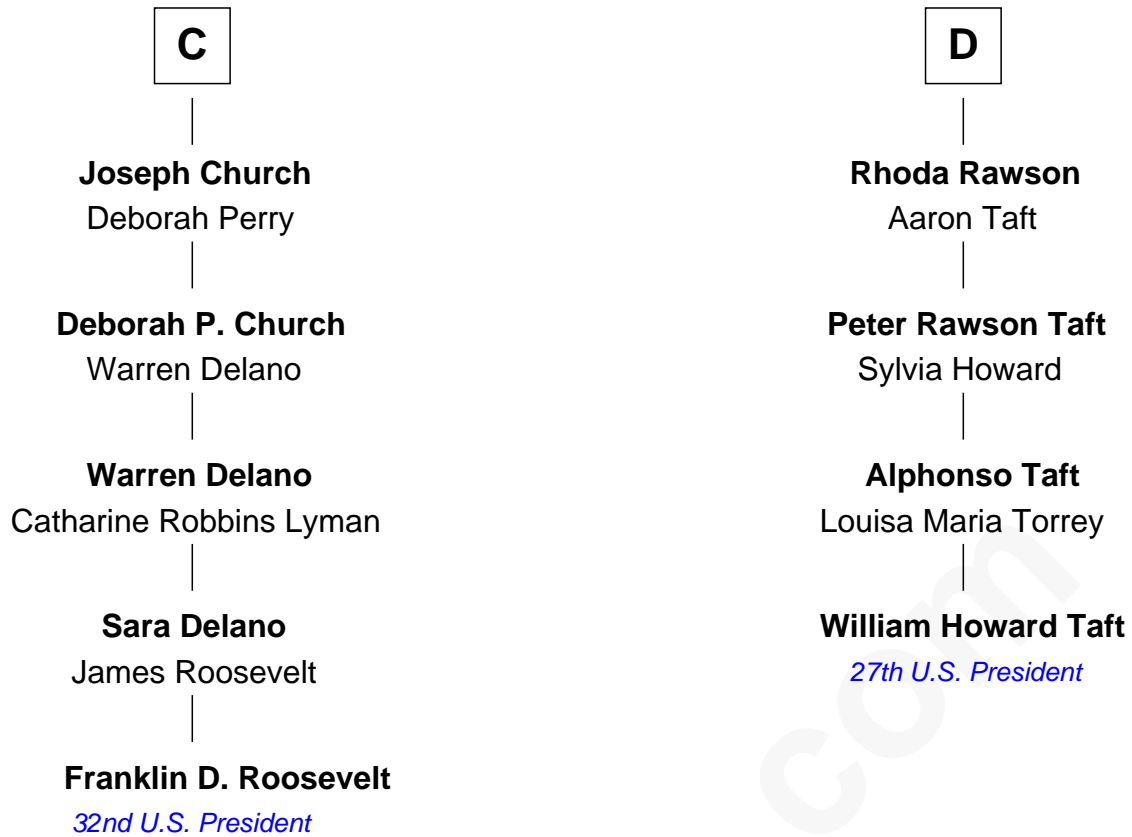 C
Joseph Church
Deborah Perry
Deborah P. Church
Warren Delano
Warren Delano
Catharine Robbins Lyman
Sara Delano
James Roosevelt
Franklin D. Roosevelt
32nd U.S. President
D
Rhoda Rawson
Aaron Taft
Peter Rawson Taft
Sylvia Howard
Alphonso Taft
Louisa Maria Torrey
William Howard Taft
27th U.S. President
com